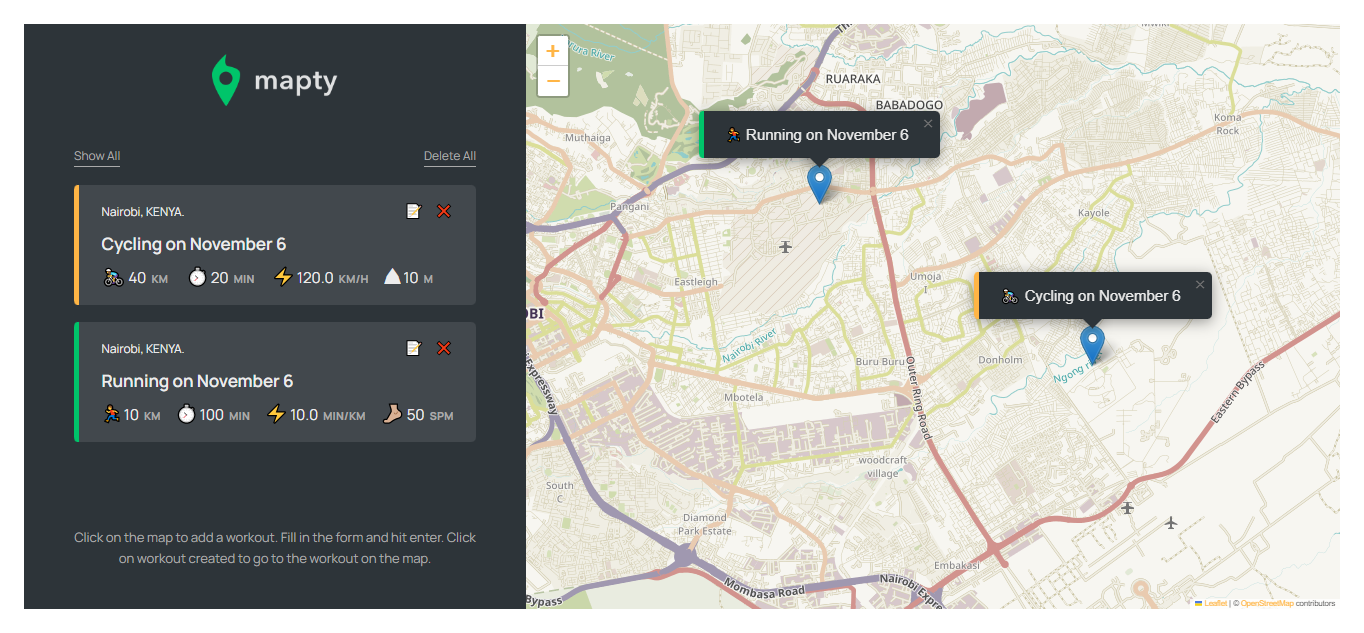 mapty
Show All
Delete All
Nairobi, KENYA.
Cycling on November 6
40 KM 20 MIN 120.0 KM/H 10 M
Nairobi, KENYA.
Running on November 6
10 KM 100 MIN 10.0 MIN/KM 50 SPM
Click on the map to add a workout. Fill in the form and hit enter. Click
on workout created to go to the workout on the map.
+
−
RUARAKA
BABADOGO
Koma
Rock
Muthaiga
Running on November 6
×
Pangani
Kayole
Eastleigh
Umoja
I
Cycling on November 6
×
Nairobi River
Buru Buru
Donholm
Outer Ring Road
Eastern Bypass
Expressway
Mbotela
woodcraft
village
South
C
Diamond
Park Estate
Embakasi
Mombasa Road
Bypass
Leaflet | © OpenStreetMap contributors